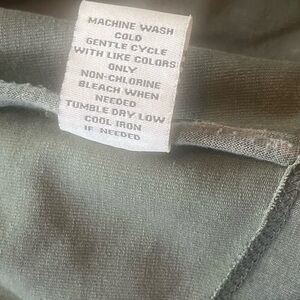 MACHINE WASH
COLD
GENTLE CYCLE
WITH LIKE COLORS
ONLY
NON-CHLORINE
BLEACH WHEN
NEEDED
TUMBLE DRY LOW
COOL IRON
IF NEEDED